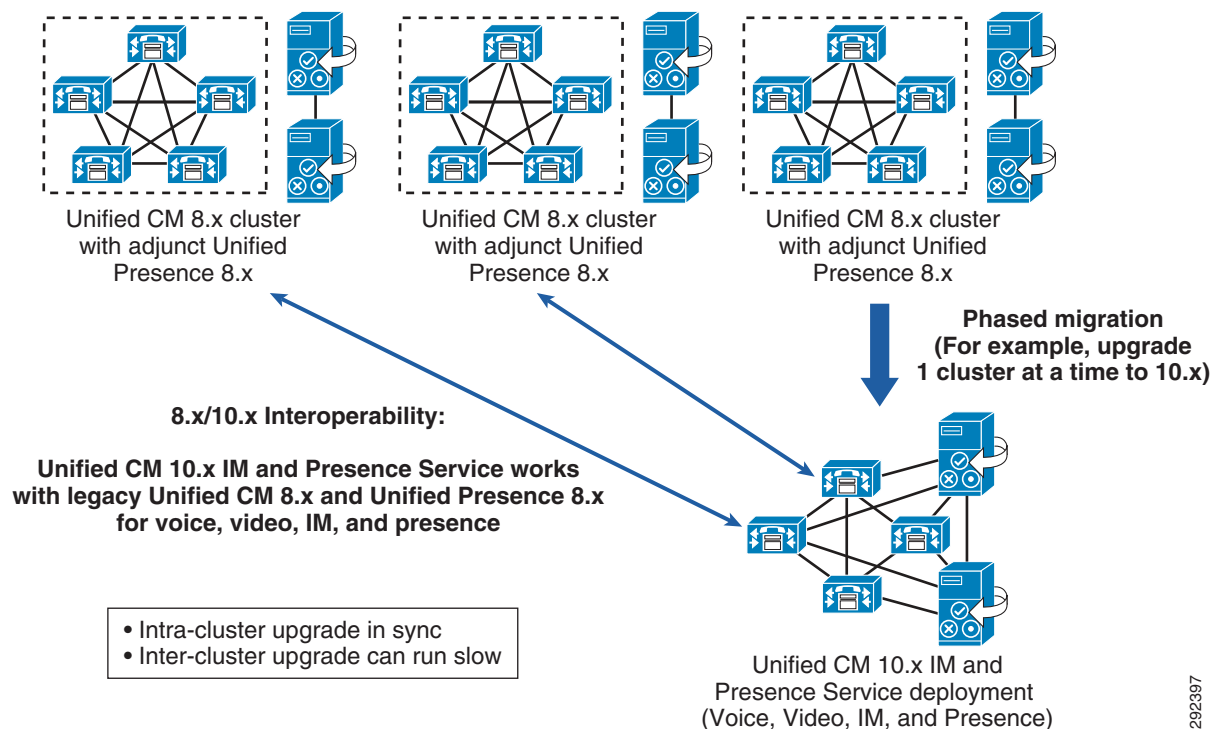 Unified CM 8.x cluster
with adjunct Unified
Presence 8.x
Unified CM 8.x cluster
with adjunct Unified
Presence 8.x
Unified CM 8.x cluster
with adjunct Unified
Presence 8.x
Phased migration
(For example, upgrade
1 cluster at a time to 10.x)
8.x/10.x Interoperability:
Unified CM 10.x IM and Presence Service works
with legacy Unified CM 8.x and Unified Presence 8.x
for voice, video, IM, and presence
• Intra-cluster upgrade in sync
• Inter-cluster upgrade can run slow
Unified CM 10.x IM and
Presence Service deployment
(Voice, Video, IM, and Presence)
292397